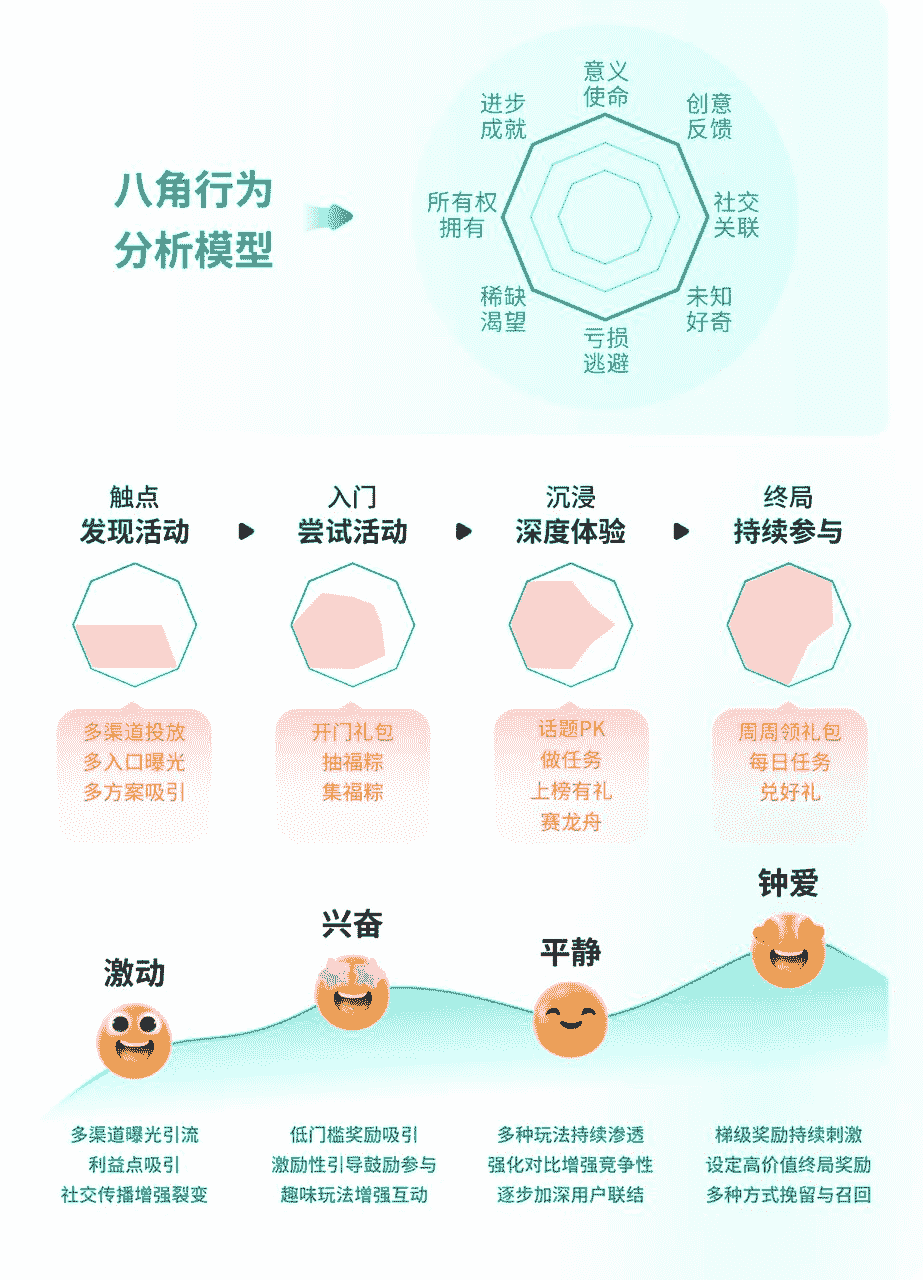 八角行为
分析模型
意义
使命
进步
成就
创意
反馈
所有权
拥有
社交
关联
稀缺
渴望
未知
好奇
亏损
逃避
触点
发现活动
入门
尝试活动
沉浸
深度体验
终局
持续参与
多渠道投放
多入口曝光
多方案吸引
开门礼包
抽福粽
集福粽
话题PK
做任务
上榜有礼
赛龙舟
周周领礼包
每日任务
兑好礼
激动
兴奋
平静
钟爱
多渠道曝光引流
利益点吸引
社交传播增强裂变
低门槛奖励吸引
激励性引导鼓励参与
趣味玩法增强互动
多种玩法持续渗透
强化对比增强竞争性
逐步加深用户联结
梯级奖励持续刺激
设定高价值终局奖励
多种方式挽留与召回